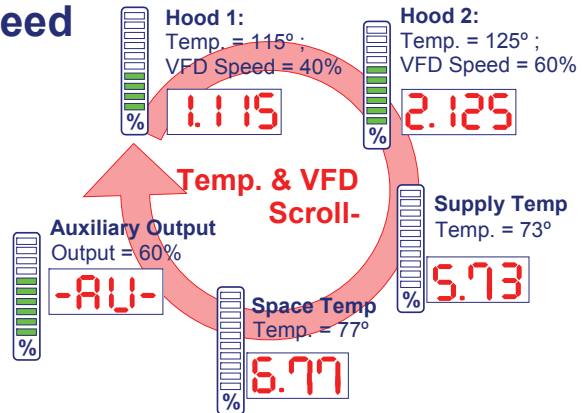 eed
Hood 1:
Temp. = 115º ;
VFD Speed = 40%
1.115
%
Hood 2:
Temp. = 125º ;
VFD Speed = 60%
2.125
%
Temp. & VFD
Scroll-
Supply Temp
Temp. = 73º
5.73
%
Space Temp
Temp. = 77º
6.77
%
Auxiliary Output
Output = 60%
-AU-
%